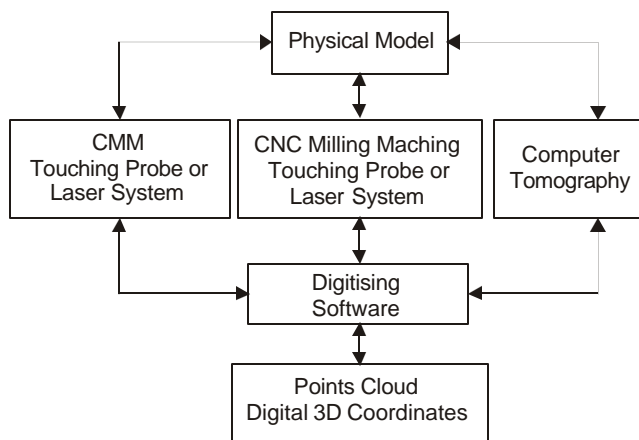 Physical Model
CMM
Touching Probe or
Laser System
CNC Milling Maching
Touching Probe or
Laser System
Computer
Tomography
Digitising
Software
Points Cloud
Digital 3D Coordinates